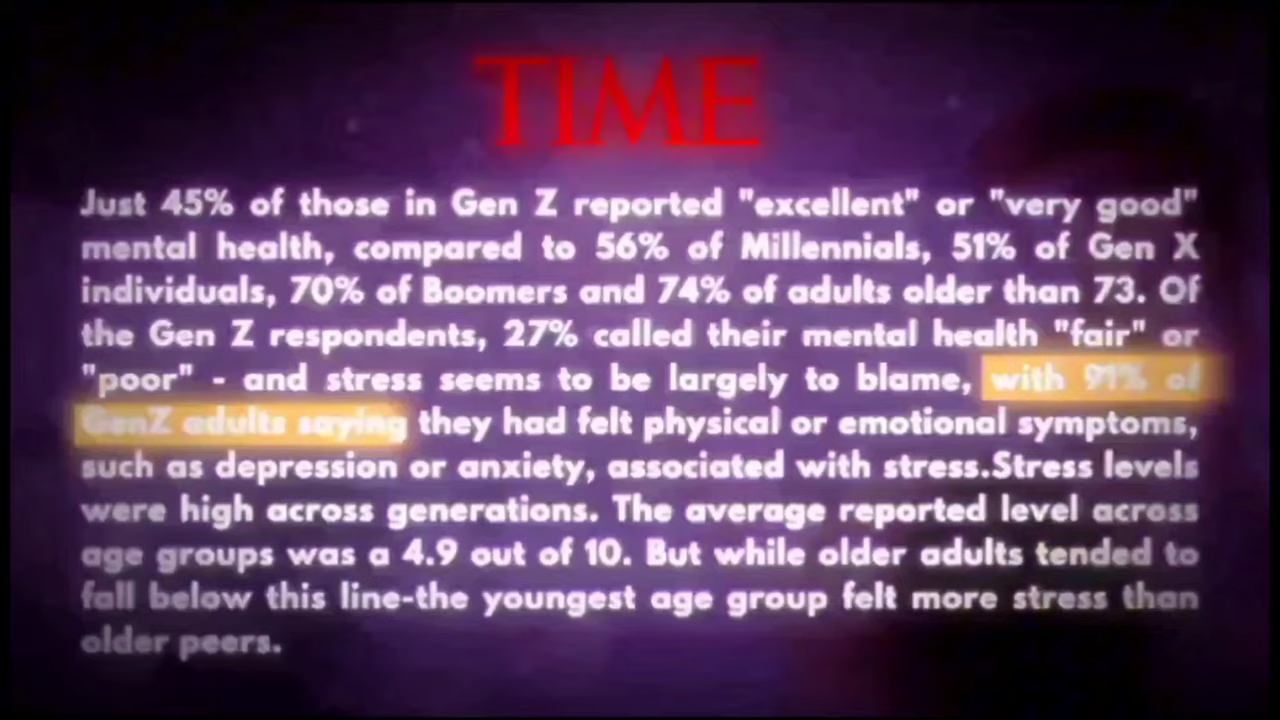 TIME
Just 45% of those in Gen Z reported "excellent" or "very good"
mental health, compared to 56% of Millennials, 51% of Gen X
individuals, 70% of Boomers and 74% of adults older than 73. Of
the Gen Z respondents, 27% called their mental health "fair" or
"poor" - and stress seems to be largely to blame, with 91% of
GenZ adults saying they had felt physical or emotional symptoms,
such as depression or anxiety, associated with stress.Stress levels
were high across generations. The average reported level across
age groups was a 4.9 out of 10. But while older adults tended to
fall below this line-the youngest age group felt more stress than
older peers.